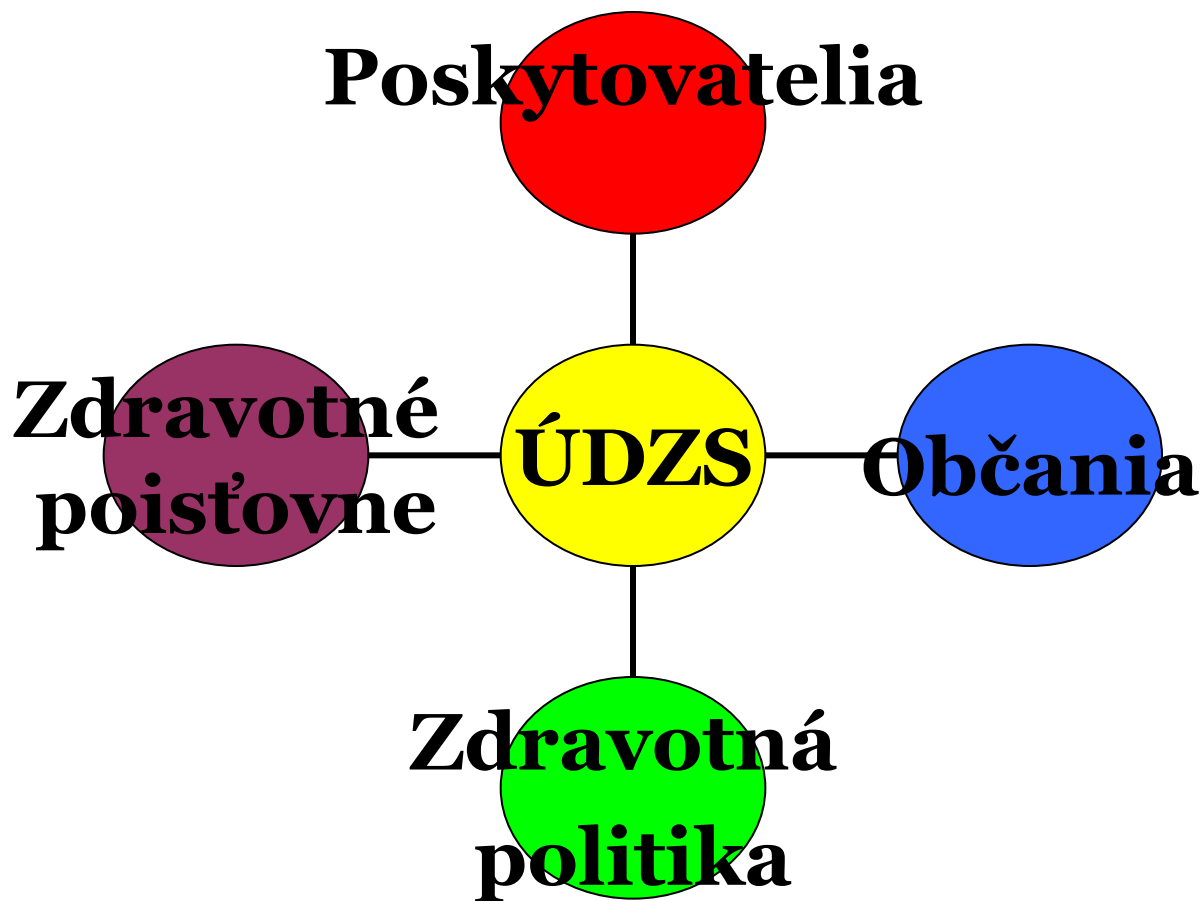 Poskytovatelia
Zdravotné
poisťovne
ÚDZS
Občania
Zdravotná
politika